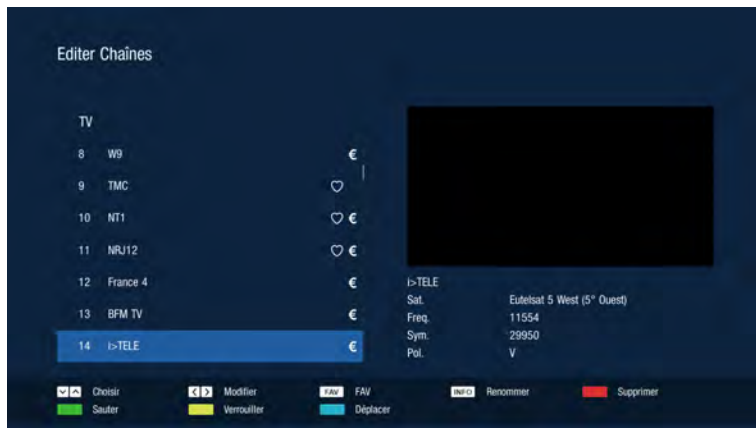 Editer Chaînes
TV
8 W9 €
9 TMC
10 NT1 €
11 NRJ12 €
12 France 4 €
13 BFM TV €
14 i>TELE €
i>TELE
Sat. Eutelsat 5 West (5° Ouest)
Freq. 11554
Sym. 29950
Pol. V
Choisir Modifier FAV FAV INFO Renommer Supprimer
Sauter Verrouiller Déplacer